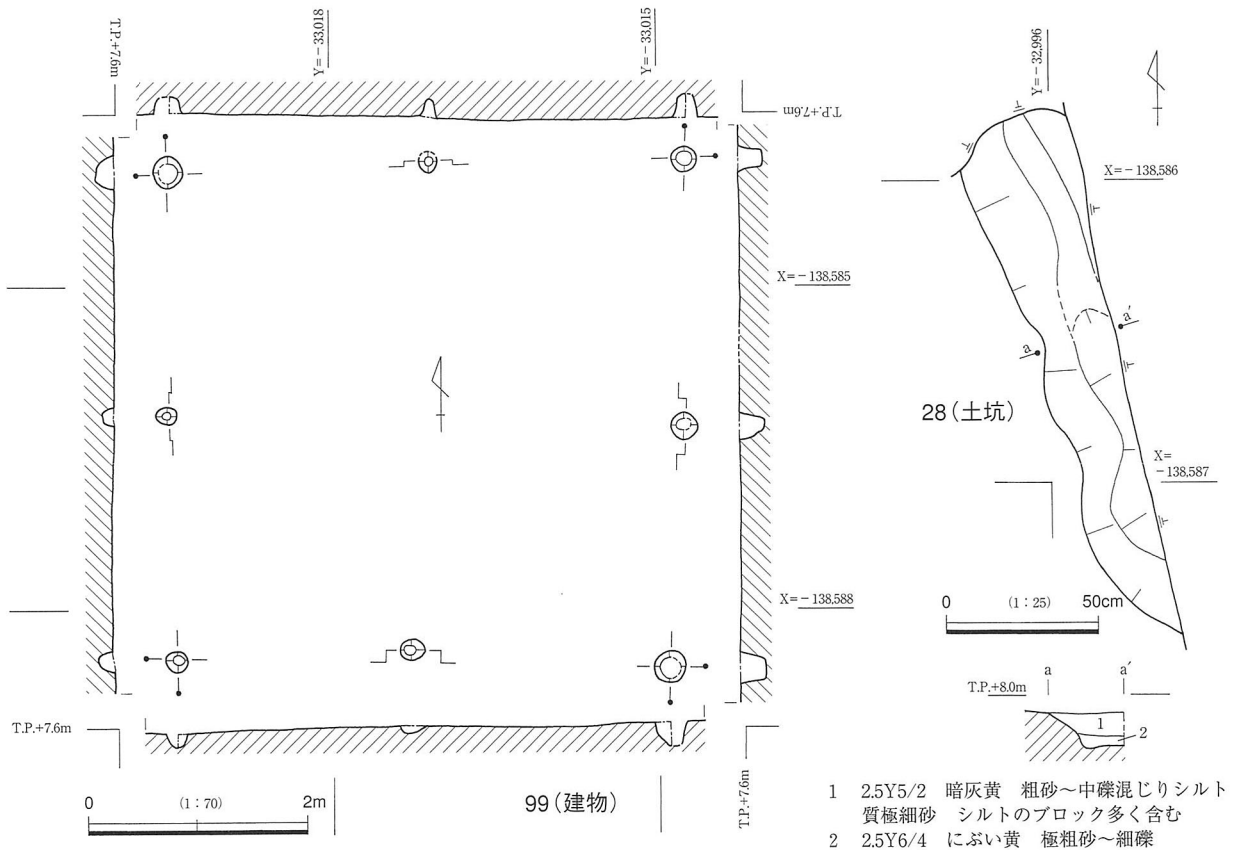 T.P.+7.6m
Y=-33,018
Y=-33,015
T.P.+7.6m
X=-138,585
X=-138,588
T.P.+7.6m
T.P.+7.6m
0 (1:70) 2m
99(建物)
Y=-32,996
X=-138,586
a a′
28(土坑)
X=
-138,587
0 (1:25) 50cm
a a′
T.P.+8.0m
1
2
1 2.5Y5/2 暗灰黄 粗砂~中礫混じりシルト
質極細砂 シルトのブロック多く含む
2 2.5Y6/4 にぶい黄 極粗砂~細礫